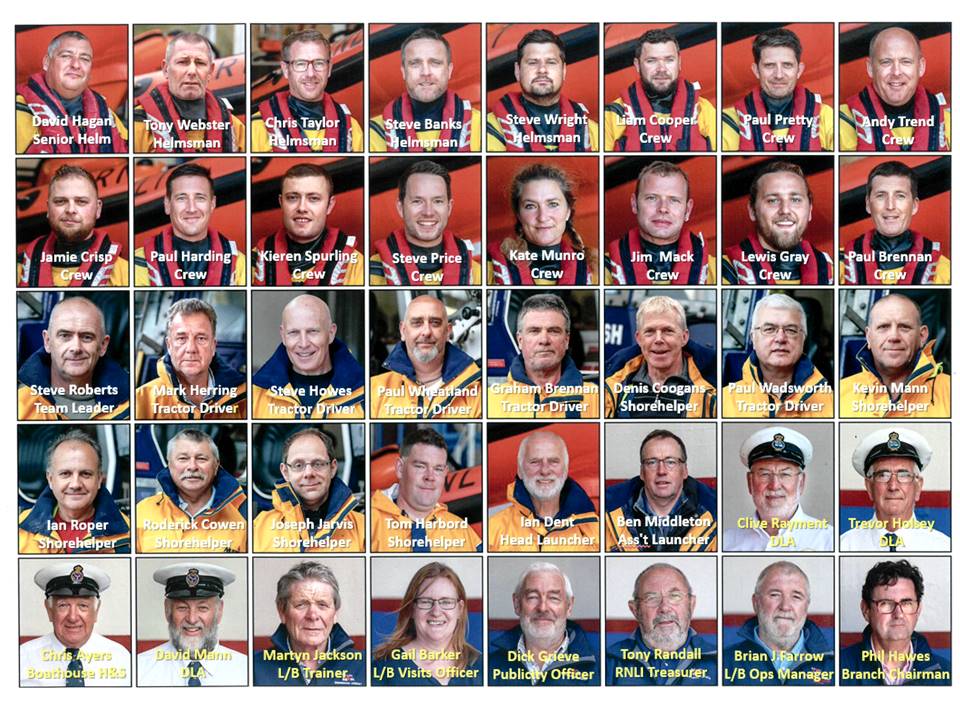 David Hagan
Senior Helm
Tony Webster
Helmsman
Chris Taylor
Helmsman
Steve Banks
Helmsman
Steve Wright
Helmsman
Liam Cooper
Crew
Paul Pretty
Crew
Andy Trend
Crew
Jamie Crisp
Crew
Paul Harding
Crew
Kieren Spurling
Crew
Steve Price
Crew
Kate Munro
Crew
Jim Mack
Crew
Lewis Gray
Crew
Paul Brennan
Crew
Steve Roberts
Team Leader
Mark Herring
Tractor Driver
Steve Howes
Tractor Driver
Paul Wheatland
Tractor Driver
Graham Brennan
Tractor Driver
Denis Coogans
Shorehelper
Paul Wadsworth
Tractor Driver
Kevin Mann
Shorehelper
Ian Roper
Shorehelper
Roderick Cowen
Shorehelper
Joseph Jarvis
Shorehelper
Tom Harbord
Shorehelper
Ian Dent
Head Launcher
Ben Middleton
Ass't Launcher
Clive Rayment
DLA
Trevor Holsey
DLA
Chris Ayers
Boathouse H&S
David Mann
DLA
Martyn Jackson
L/B Trainer
Gail Barker
L/B Visits Officer
Dick Grieve
Publicity Officer
Tony Randall
RNLI Treasurer
Brian J Farrow
L/B Ops Manager
Phil Hawes
Branch Chairman